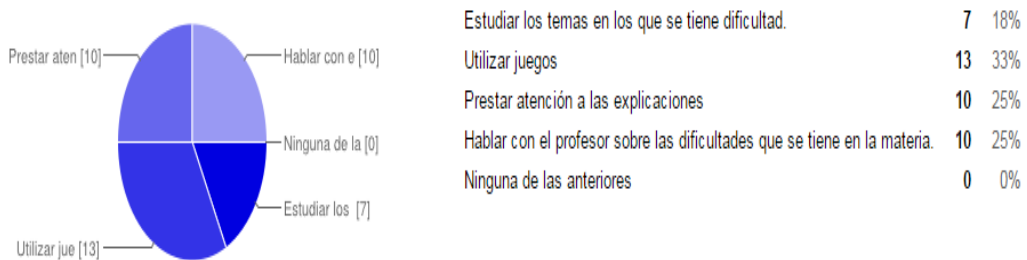 Prestar aten [10]
Hablar con e [10]
Ninguna de la [0]
Estudiar los [7]
Utilizar jue [13]
Estudiar los temas en los que se tiene dificultad. 7 18%
Utilizar juegos 13 33%
Prestar atención a las explicaciones 10 25%
Hablar con el profesor sobre las dificultades que se tiene en la materia. 10 25%
Ninguna de las anteriores 0 0%